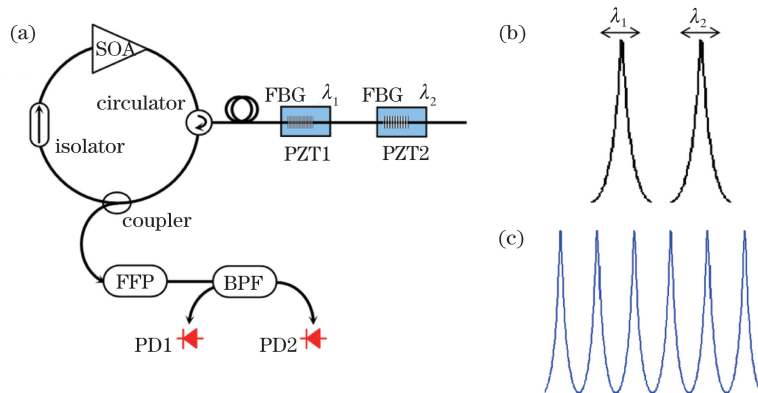 (a)
SOA
circulator
isolator
coupler
FBG λ₁
PZT1
FBG λ₂
PZT2
FFP
BPF
PD1
PD2
(b)
λ₁
λ₂
(c)